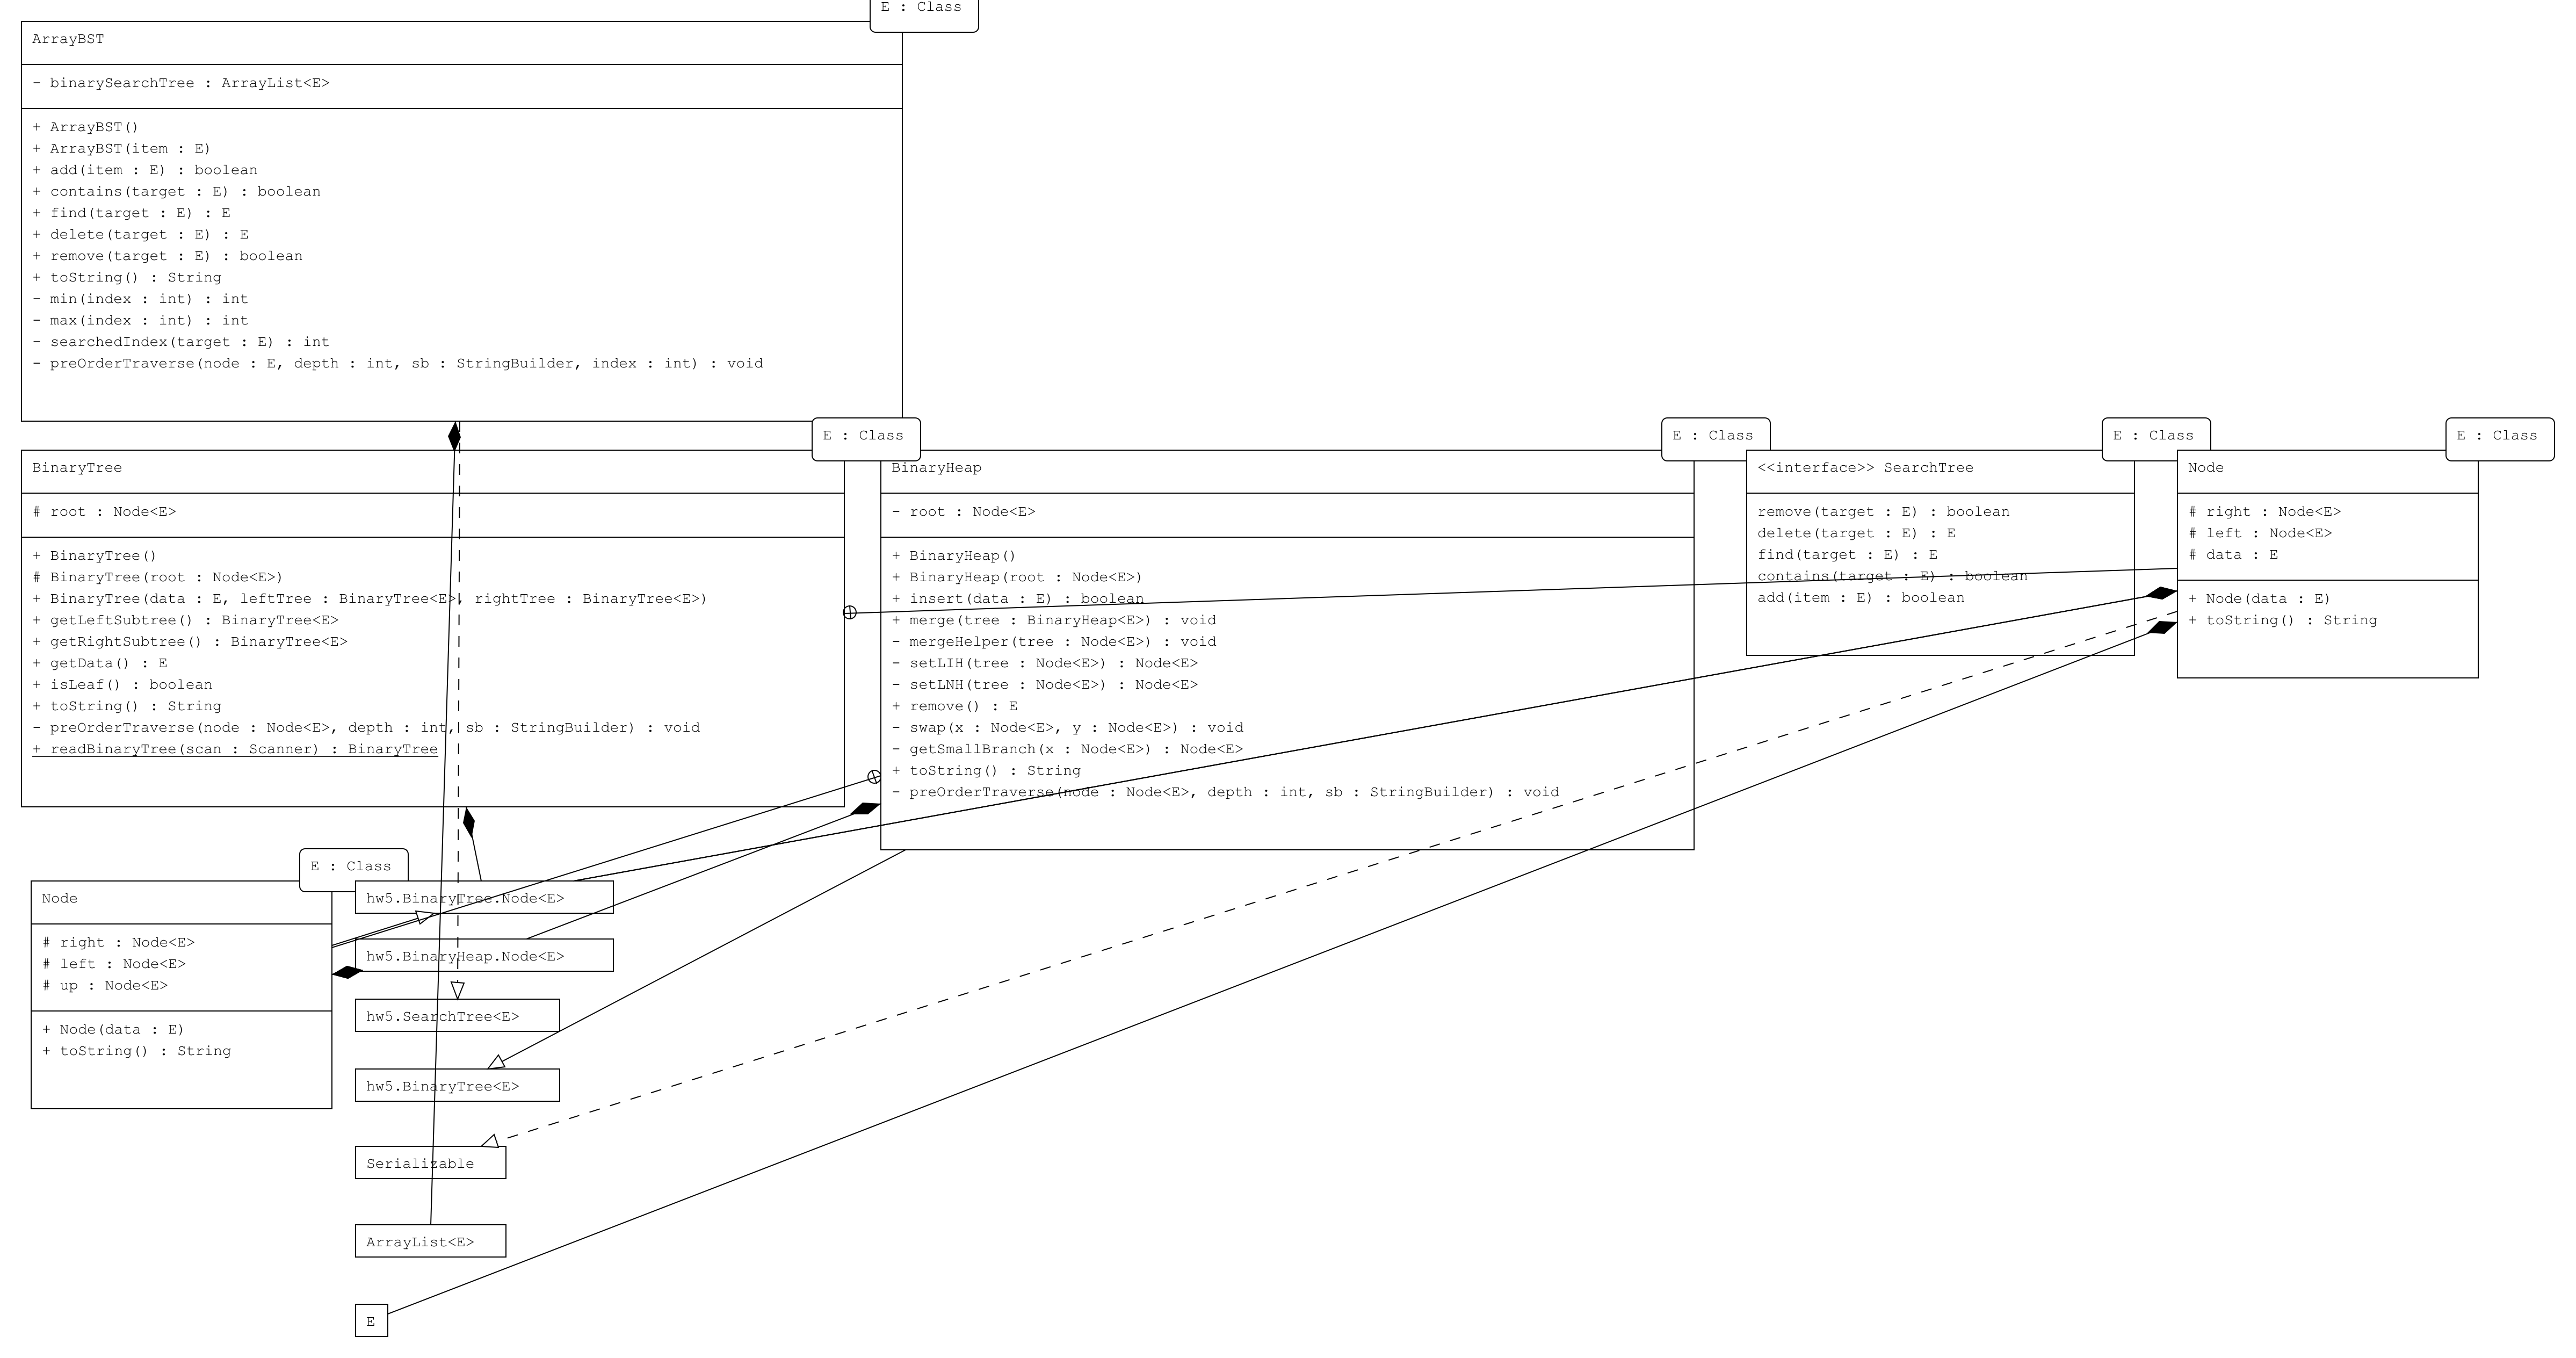 E : Class
ArrayBST
- binarySearchTree : ArrayList<E>
+ ArrayBST()
+ ArrayBST(item : E)
+ add(item : E) : boolean
+ contains(target : E) : boolean
+ find(target : E) : E
+ delete(target : E) : E
+ remove(target : E) : boolean
+ toString() : String
- min(index : int) : int
- max(index : int) : int
- searchedIndex(target : E) : int
- preOrderTraverse(node : E, depth : int, sb : StringBuilder, index : int) : void
E : Class
BinaryTree
# root : Node<E>
+ BinaryTree()
# BinaryTree(root : Node<E>)
+ BinaryTree(data : E, leftTree : BinaryTree<E>, rightTree : BinaryTree<E>)
+ getLeftSubtree() : BinaryTree<E>
+ getRightSubtree() : BinaryTree<E>
+ getData() : E
+ isLeaf() : boolean
+ toString() : String
- preOrderTraverse(node : Node<E>, depth : int, sb : StringBuilder) : void
+ readBinaryTree(scan : Scanner) : BinaryTree
E : Class
BinaryHeap
- root : Node<E>
+ BinaryHeap()
+ BinaryHeap(root : Node<E>)
+ insert(data : E) : boolean
+ merge(tree : BinaryHeap<E>) : void
- mergeHelper(tree : Node<E>) : void
- setLIH(tree : Node<E>) : Node<E>
- setLNH(tree : Node<E>) : Node<E>
+ remove() : E
- swap(x : Node<E>, y : Node<E>) : void
- getSmallBranch(x : Node<E>) : Node<E>
+ toString() : String
- preOrderTraverse(node : Node<E>, depth : int, sb : StringBuilder) : void
E : Class
<<interface>> SearchTree
remove(target : E) : boolean
delete(target : E) : E
find(target : E) : E
contains(target : E) : boolean
add(item : E) : boolean
E : Class
Node
# right : Node<E>
# left : Node<E>
# data : E
+ Node(data : E)
+ toString() : String
E : Class
Node
# right : Node<E>
# left : Node<E>
# up : Node<E>
+ Node(data : E)
+ toString() : String
hw5.BinaryTree.Node<E>
hw5.BinaryHeap.Node<E>
hw5.SearchTree<E>
hw5.BinaryTree<E>
Serializable
ArrayList<E>
E